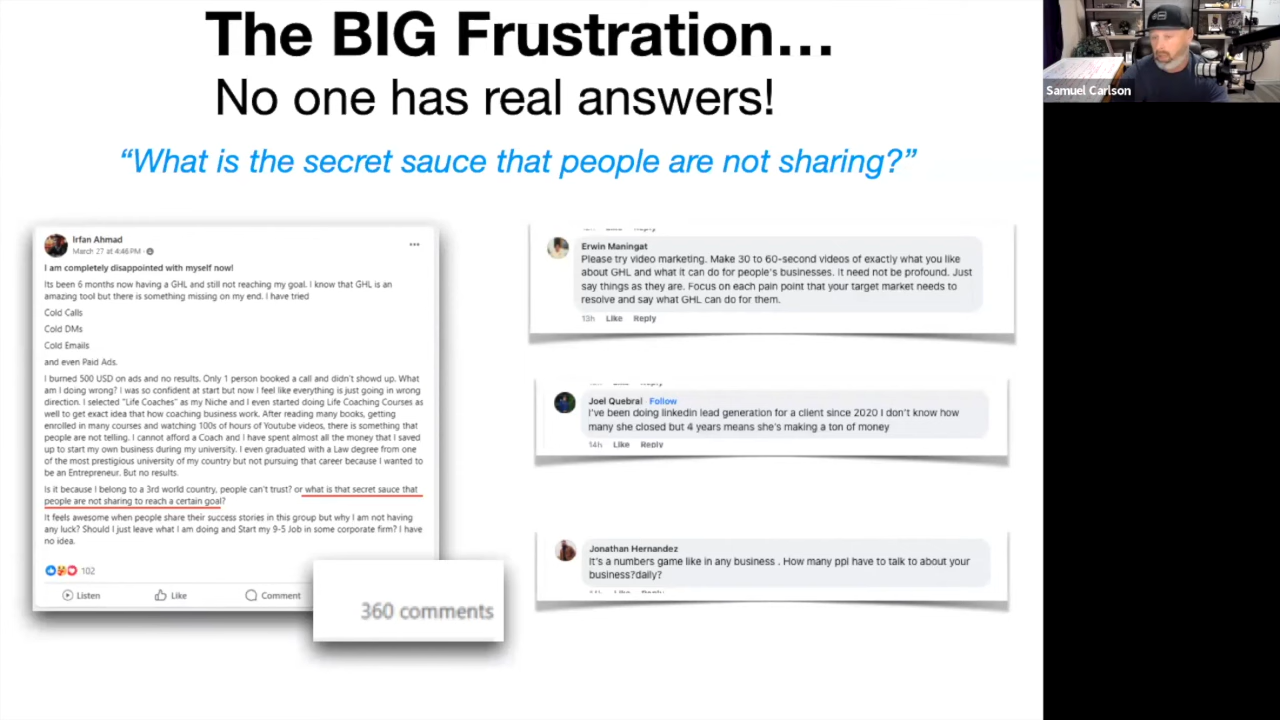 The BIG Frustration...
No one has real answers!
“What is the secret sauce that people are not sharing?”
Samuel Carlson
Irfan Ahmad
March 27 at 4:46 PM ·
I am completely disappointed with myself now!
Its been 6 months now having a GHL and still not reaching my goal. I know that GHL is an
amazing tool but there is something missing on my end. I have tried
Cold Calls
Cold DMs
Cold Emails
and even Paid Ads.
I burned 500 USD on ads and no results. Only 1 person booked a call and didn't showd up. What
am I doing wrong? I was so confident at start but now I feel like everything is just going in wrong
direction. I selected "Life Coaches" as my Niche and I even started doing Life Coaching Courses as
well to get exact idea that how coaching business work. After reading many books, getting
enrolled in many courses and watching 100s of hours of Youtube videos, there is something that
people are not telling. I cannot afford a Coach and I have spent almost all the money that I saved
up to start my own business during my university. I even graduated with a Law degree from one
of the most prestigious university of my country but not pursuing that career because I wanted to
be an Entrepreneur. But no results.
Is it because I belong to a 3rd world country, people can't trust? or what is that secret sauce that
people are not sharing to reach a certain goal?
It feels awesome when people share their success stories in this group but why I am not having
any luck? Should I just leave what I am doing and Start my 9-5 Job in some corporate firm? I have
no idea.
102
Listen Like Comment
360 comments
Erwin Maningat
Please try video marketing. Make 30 to 60-second videos of exactly what you like
about GHL and what it can do for people's businesses. It need not be profound. Just
say things as they are. Focus on each pain point that your target market needs to
resolve and say what GHL can do for them.
13h Like Reply
Joel Quebral Follow
I've been doing linkedin lead generation for a client since 2020 I don't know how
many she closed but 4 years means she's making a ton of money
14h Like Reply
Jonathan Hernandez
It's a numbers game like in any business . How many ppl have to talk to about your
business?daily?